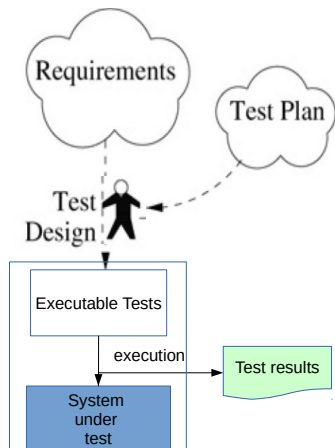 Requirements
Test Plan
Test
Design
Executable Tests
execution
Test results
System
under
test